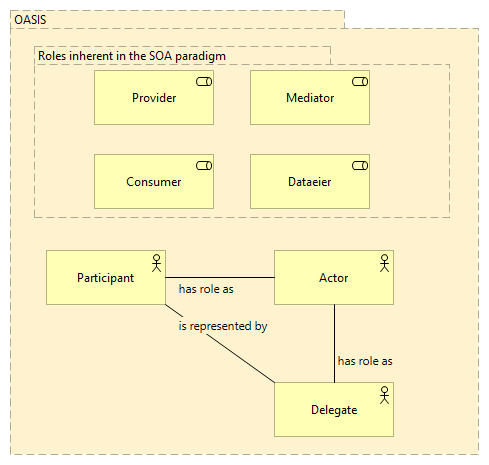 OASIS
Roles inherent in the SOA paradigm
Provider
Mediator
Consumer
Dataeier
Participant
Actor
has role as
is represented by
has role as
Delegate